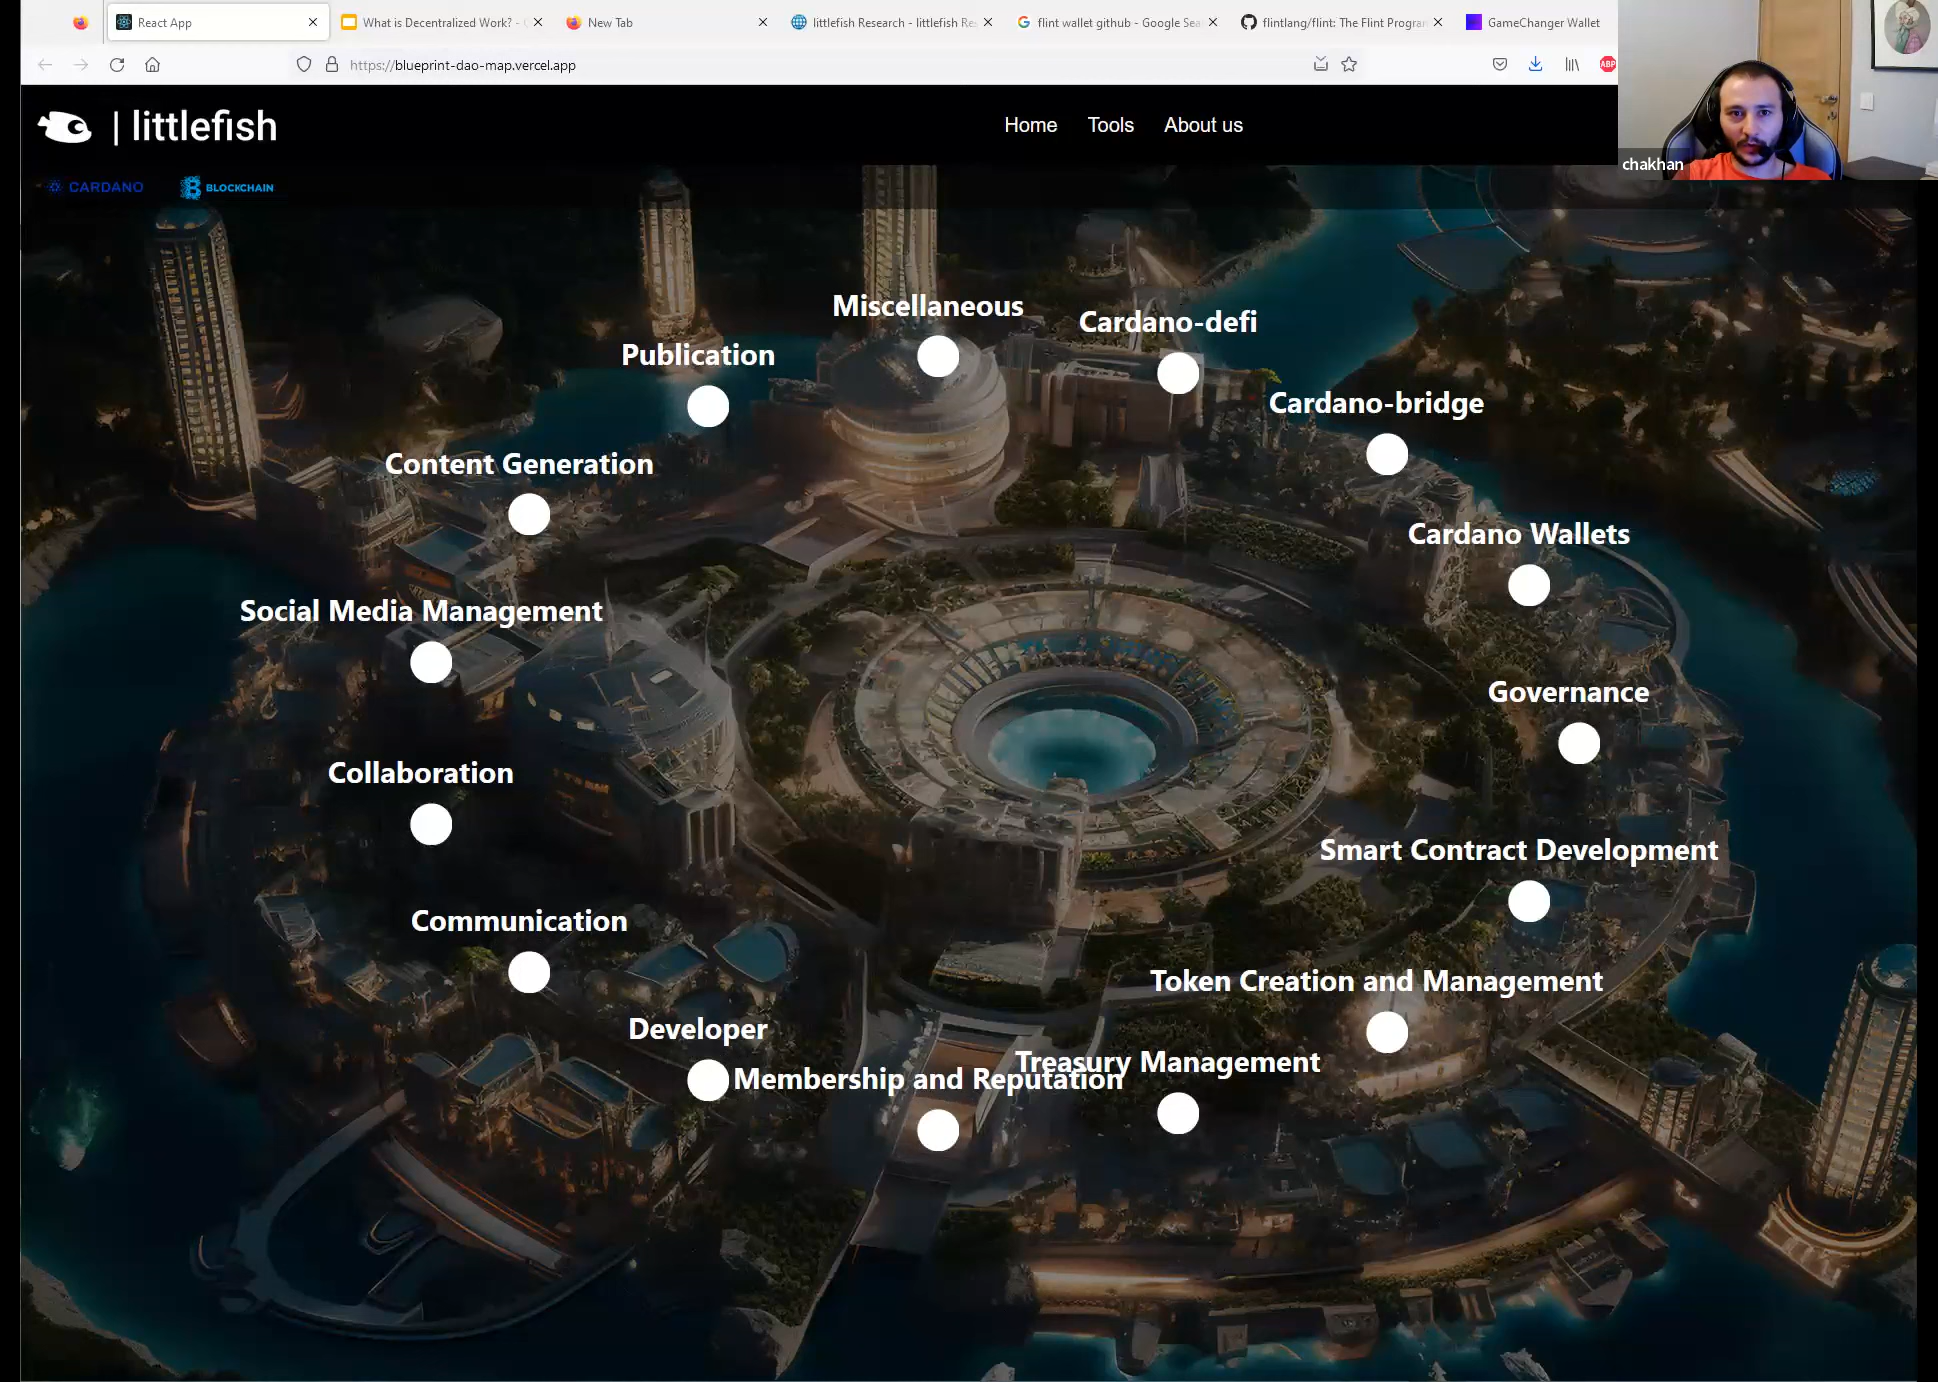 React App
What is Decentralized Work? -
New Tab
littlefish Research - littlefish Re
flint wallet github - Google Sea
flintlang/flint: The Flint Progra
GameChanger Wallet
https://blueprint-dao-map.vercel.app
ABP
| littlefish
Home
Tools
About us
chakhan
CARDANO
BLOCKCHAIN
Miscellaneous
Cardano-defi
Publication
Cardano-bridge
Content Generation
Cardano Wallets
Social Media Management
Governance
Collaboration
Smart Contract Development
Communication
Token Creation and Management
Developer
Treasury Management
Membership and Reputation